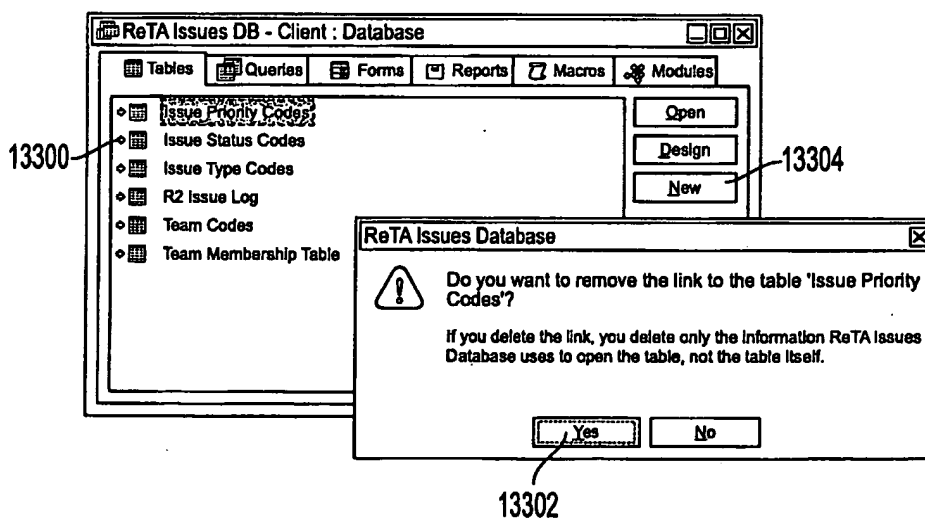 ReTA Issues DB - Client : Database
Tables Queries Forms Reports Macros Modules
Issue Priority Codes
Open
13300
Issue Status Codes
Design
13304
Issue Type Codes
New
R2 Issue Log
Team Codes
Team Membership Table
ReTA Issues Database
Do you want to remove the link to the table 'Issue Priority
Codes'?
If you delete the link, you delete only the information ReTA Issues
Database uses to open the table, not the table itself.
Yes No
13302